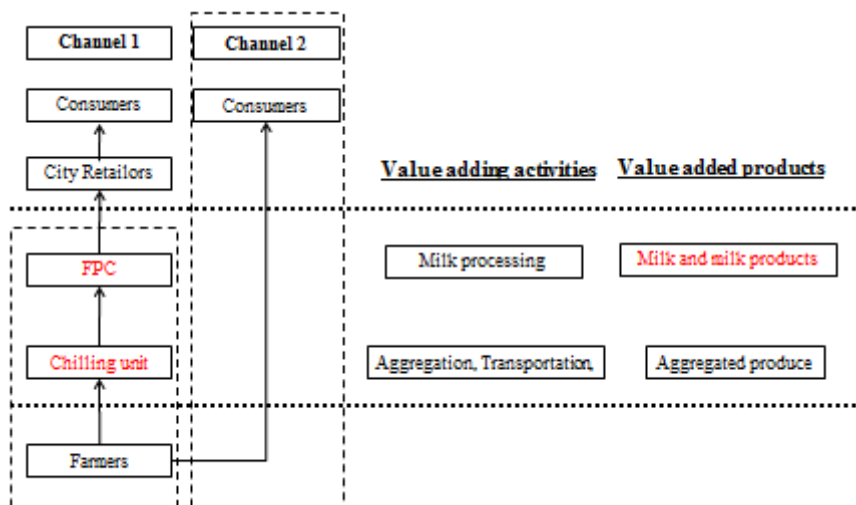 Channel 1
Channel 2
Consumers
Consumers
City Retailors
Value adding activities
Value added products
FPC
Milk processing
Milk and milk products
Chilling unit
Aggregation, Transportation,
Aggregated produce
Farmers